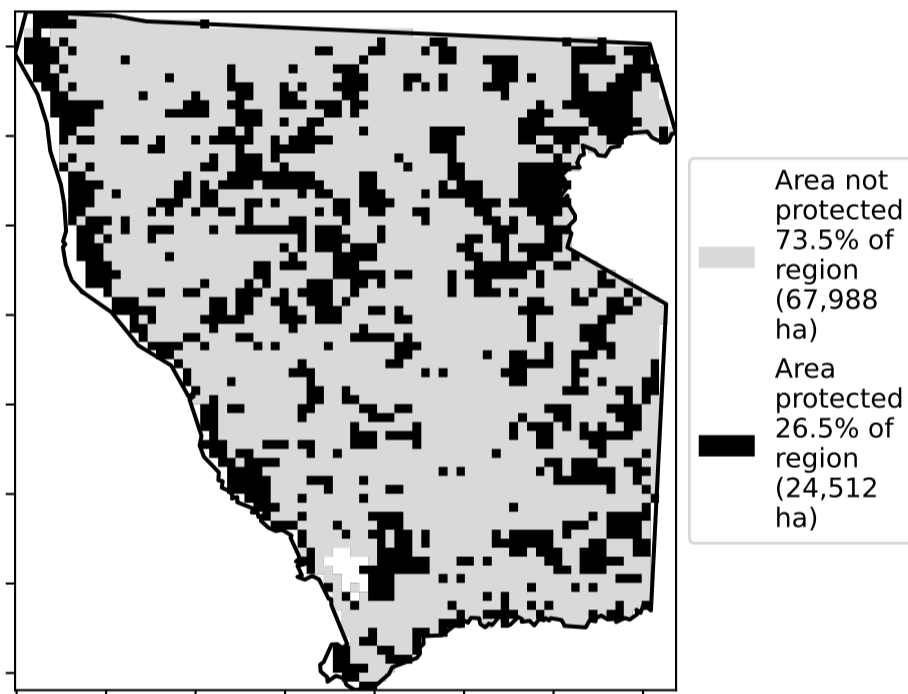 Area not
protected
73.5% of
region
(67,988
ha)
Area
protected
26.5% of
region
(24,512
ha)